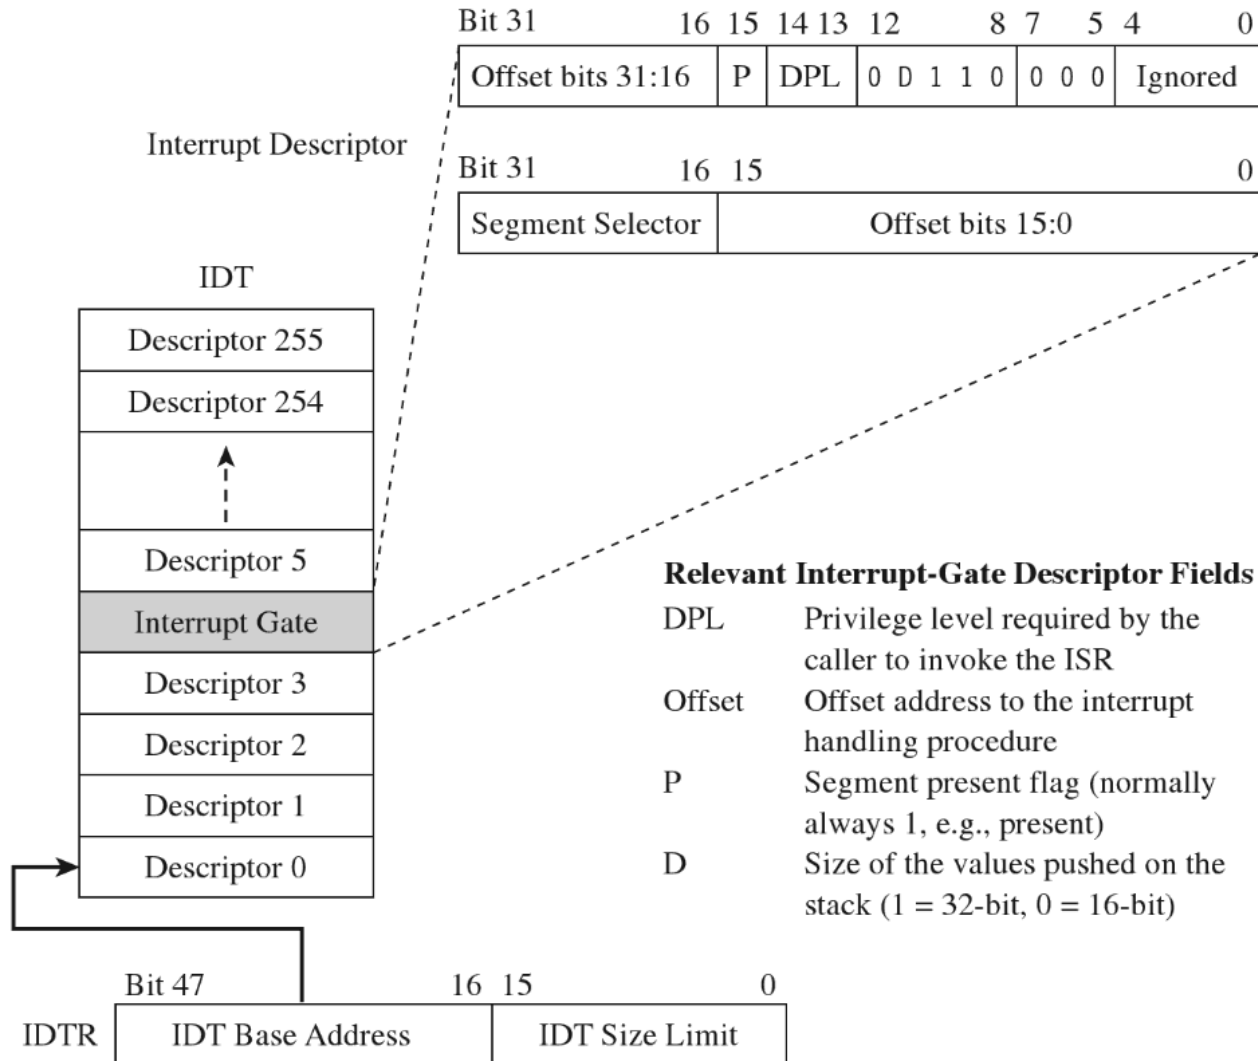 Bit 31 16 15 14 13 12 8 7 5 4 0
Offset bits 31:16 P DPL 0 D 1 1 0 0 0 0 Ignored
Interrupt Descriptor
Bit 31 16 15 0
Segment Selector Offset bits 15:0
IDT
Descriptor 255
Descriptor 254
Descriptor 5
Interrupt Gate
Descriptor 3
Descriptor 2
Descriptor 1
Descriptor 0
Relevant Interrupt-Gate Descriptor Fields
DPL Privilege level required by the
caller to invoke the ISR
Offset Offset address to the interrupt
handling procedure
P Segment present flag (normally
always 1, e.g., present)
D Size of the values pushed on the
stack (1 = 32-bit, 0 = 16-bit)
Bit 47 16 15 0
IDTR IDT Base Address IDT Size Limit